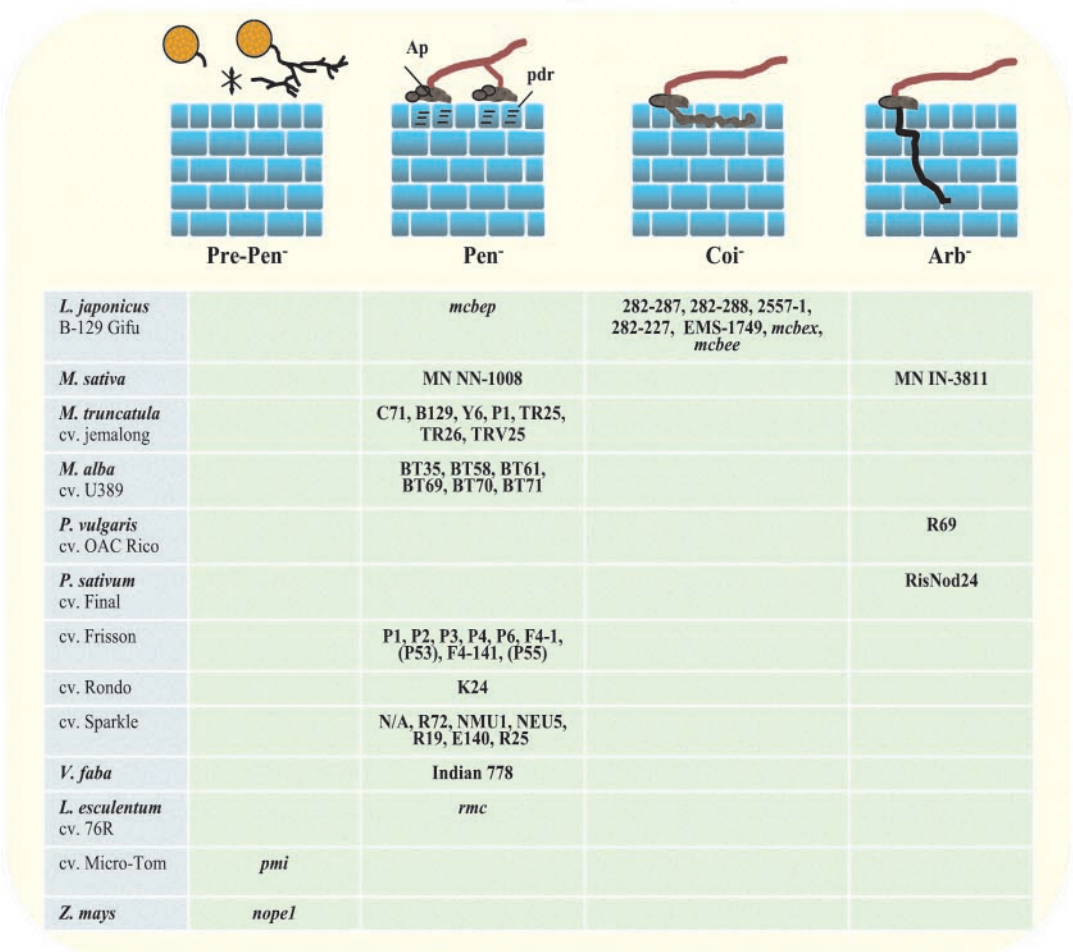 Ap
pdr
Pre-Pen⁻
Pen⁻
Coi⁻
Arb⁻
L. japonicus
B-129 Gifu
mcbep
282-287, 282-288, 2557-1,
282-227, EMS-1749, mcbex,
mcbee
M. sativa
MN NN-1008
MN IN-3811
M. truncatula
cv. jemalong
C71, B129, Y6, P1, TR25,
TR26, TRV25
M. alba
cv. U389
BT35, BT58, BT61,
BT69, BT70, BT71
P. vulgaris
cv. OAC Rico
R69
P. sativum
cv. Final
RisNod24
cv. Frisson
P1, P2, P3, P4, P6, F4-1,
(P53), F4-141, (P55)
cv. Rondo
K24
cv. Sparkle
N/A, R72, NMU1, NEU5,
R19, E140, R25
V. faba
Indian 778
L. esculentum
cv. 76R
rmc
cv. Micro-Tom
pmi
Z. mays
nope1